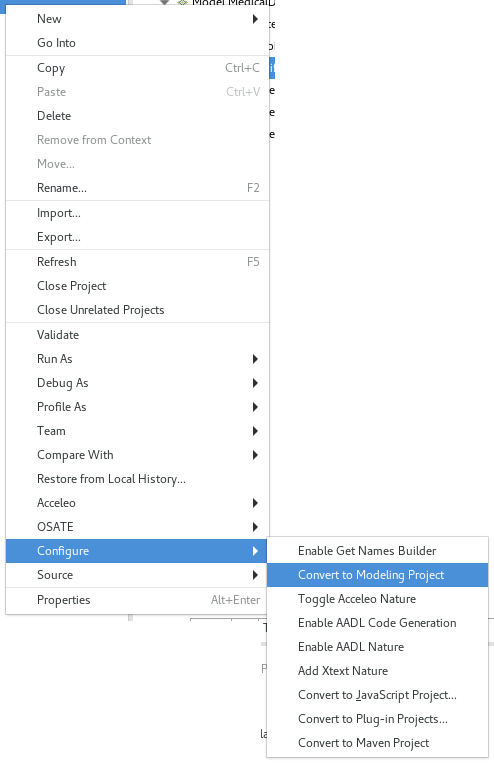 Model MedicalD
New
Go Into
Copy Ctrl+C
Paste Ctrl+V
Delete
Remove from Context
Move...
Rename... F2
Import...
Export...
Refresh F5
Close Project
Close Unrelated Projects
Validate
Run As
Debug As
Profile As
Team
Compare With
Restore from Local History...
Acceleo
OSATE
Configure
Source
Properties Alt+Enter
Enable Get Names Builder
Convert to Modeling Project
Toggle Acceleo Nature
Enable AADL Code Generation
Enable AADL Nature
Add Xtext Nature
Convert to JavaScript Project...
Convert to Plug-in Projects...
Convert to Maven Project